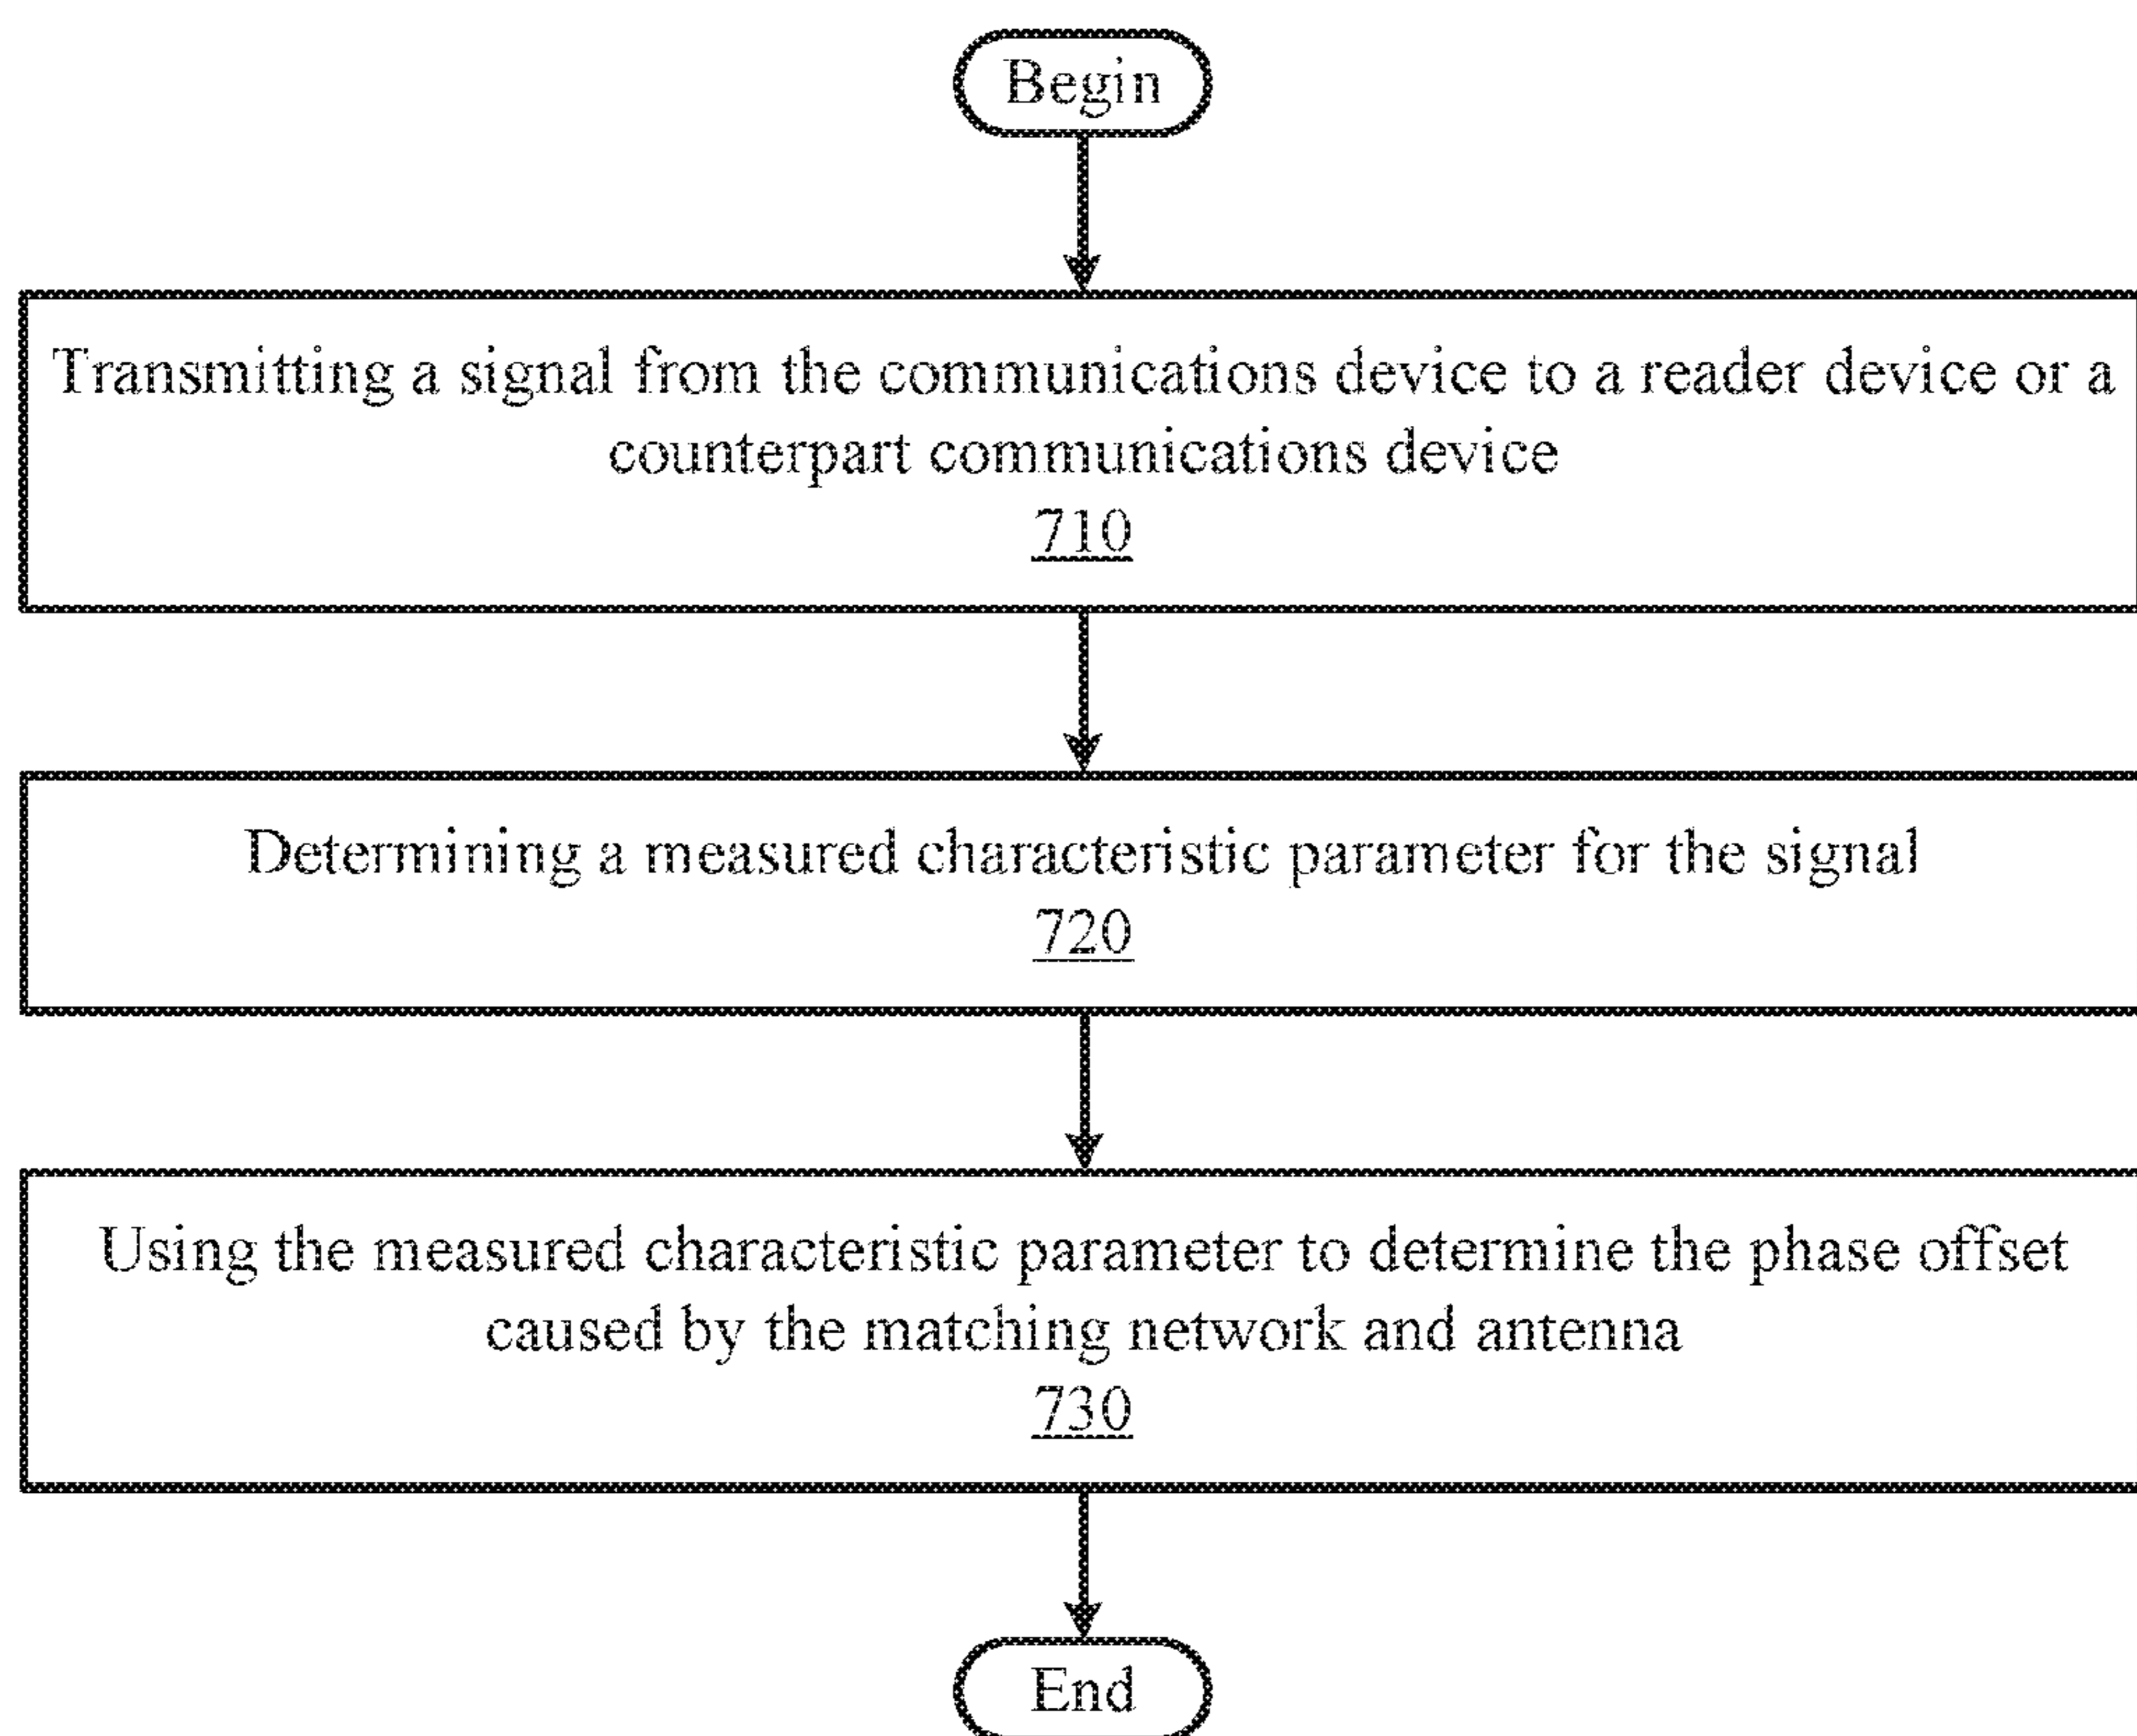 Begin
Transmitting a signal from the communications device to a reader device or a
counterpart communications device
710
Determining a measured characteristic parameter for the signal
720
Using the measured characteristic parameter to determine the phase offset
caused by the matching network and antenna
730
End